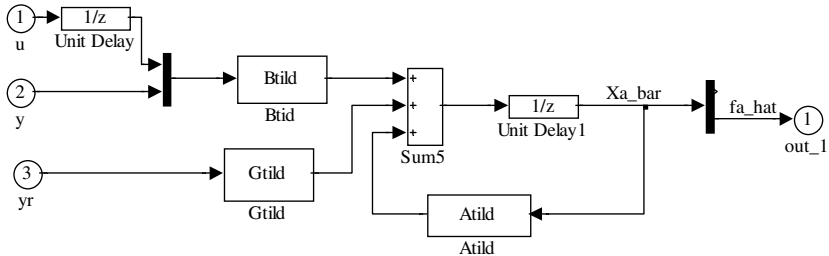 1
u
1/z
Unit Delay
2
y
Btild
Btid
3
yr
Gtild
Gtild
+
+
+
Sum5
1/z
Unit Delay1
Xa_bar
Atild
Atild
fa_hat
1
out_1